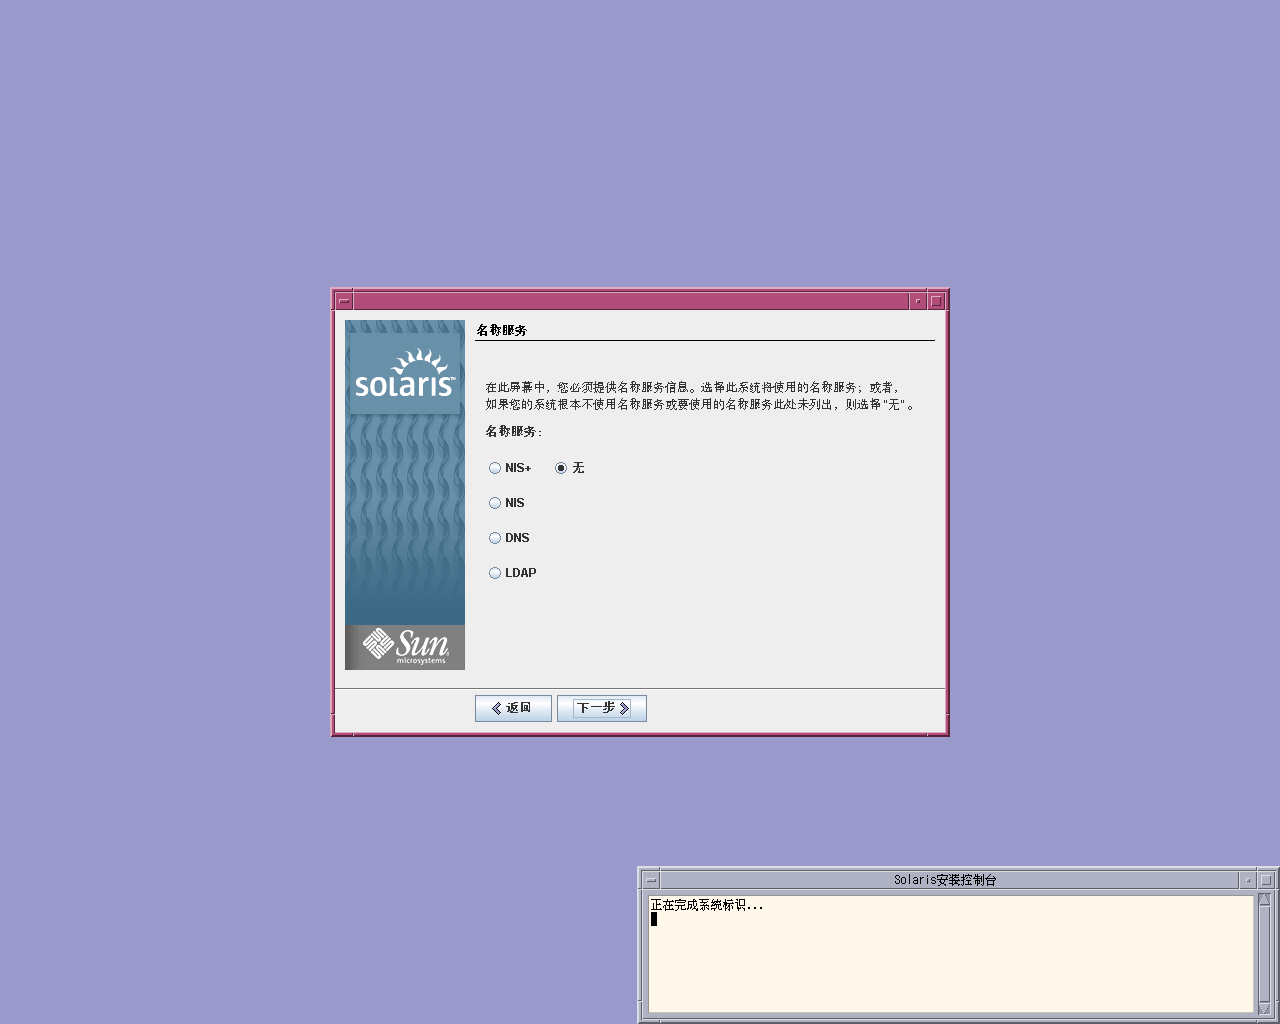 名称服务
solaris™
在此屏幕中，您必须提供名称服务信息。选择此系统将使用的名称服务；或者，
如果您的系统根本不使用名称服务或要使用的名称服务此处未列出，则选择"无"。
名称服务：
NIS+ 无
NIS
DNS
LDAP
Sun
microsystems
返回 下一步
Solaris安装控制台
正在完成系统标识...